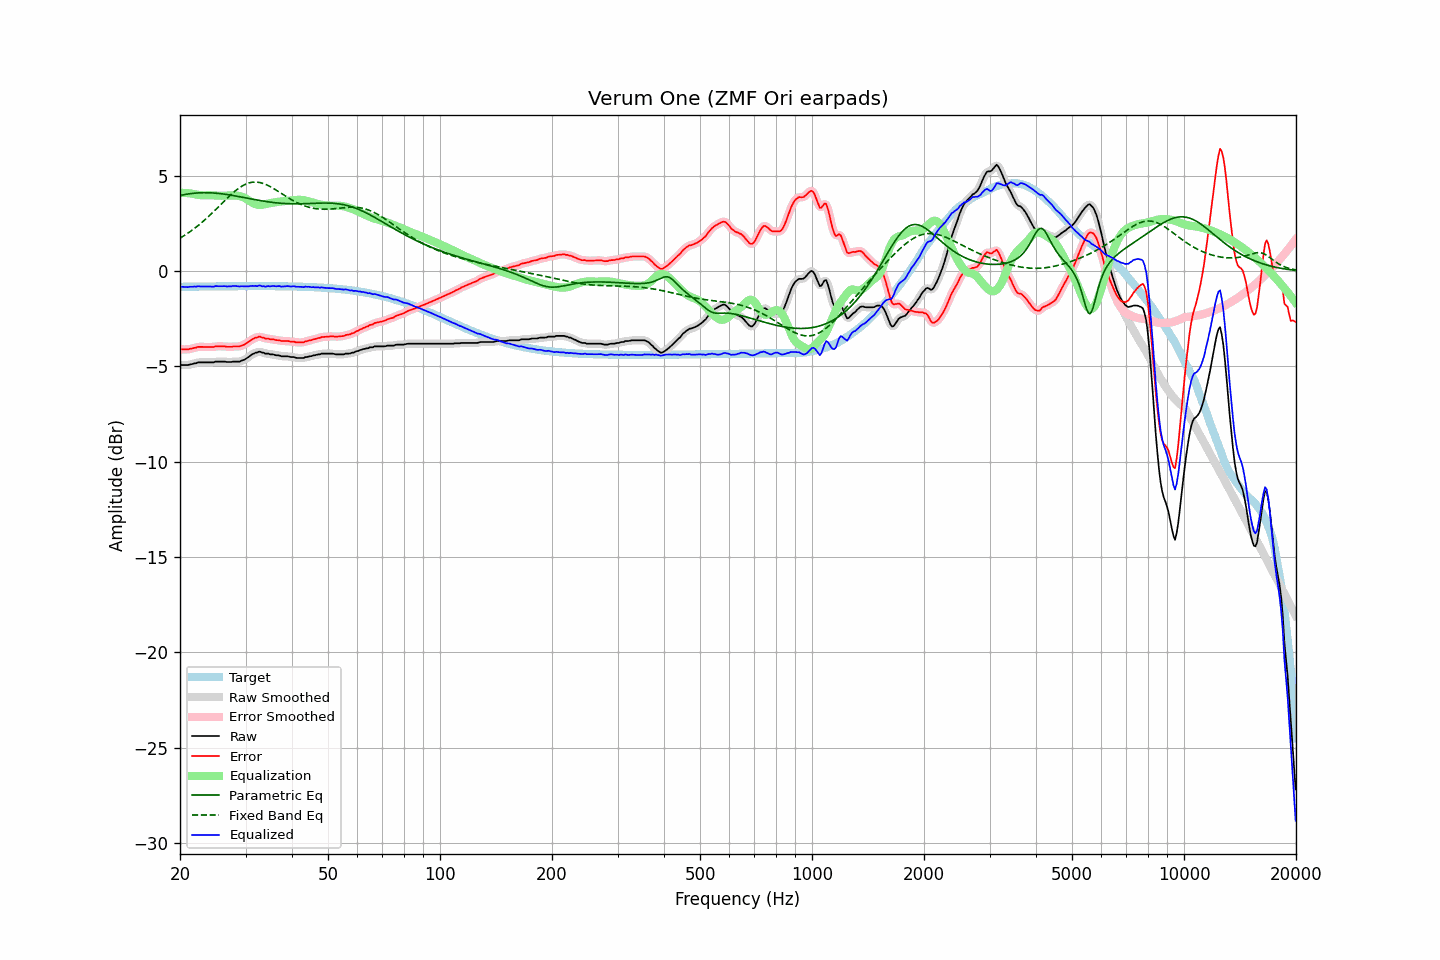 Verum One (ZMF Ori earpads)
Amplitude (dBr)
5
0
−5
−10
−15
−20
−25
−30
Target
Raw Smoothed
Error Smoothed
Raw
Error
Equalization
Parametric Eq
Fixed Band Eq
Equalized
20 50 100 200 500 1000 2000 5000 10000 20000
Frequency (Hz)